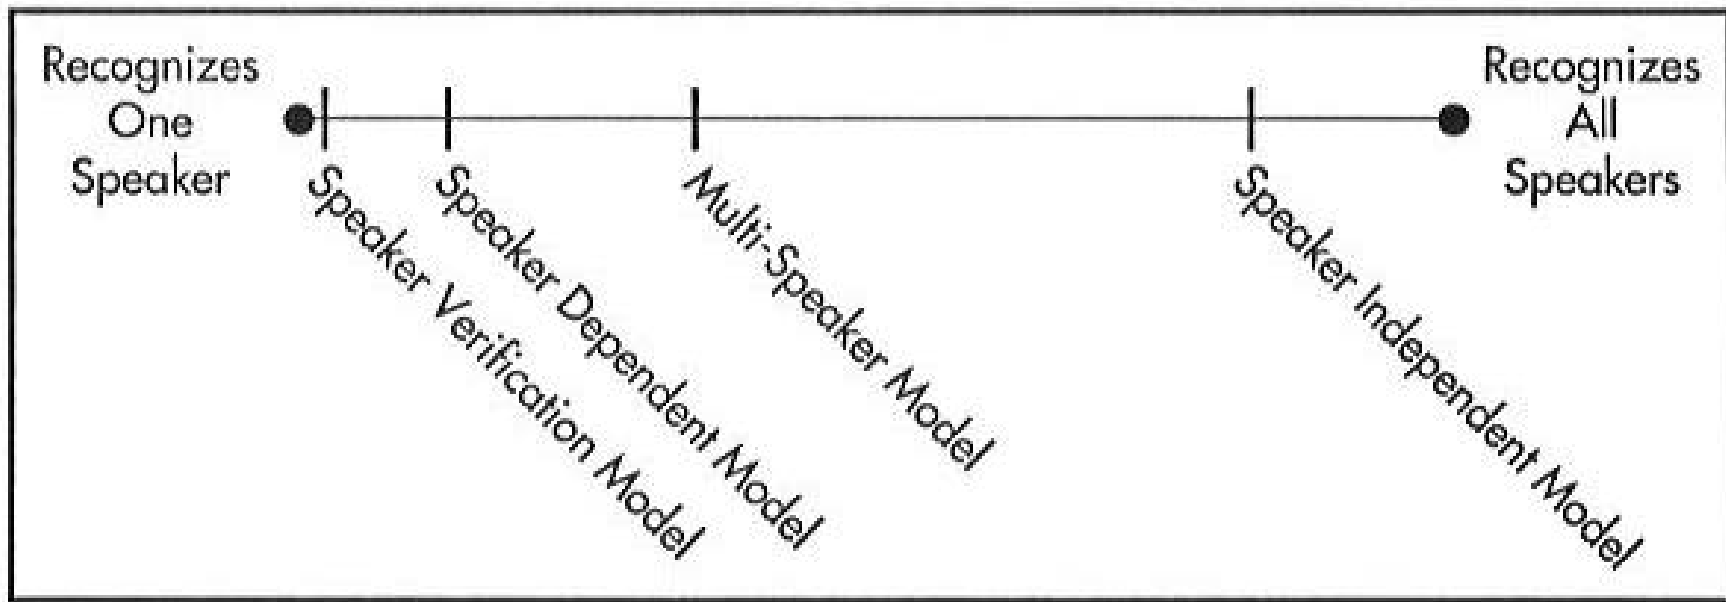 Recognizes
One
Speaker
Recognizes
All
Speakers
Speaker Verification Model
Speaker Dependent Model
Multi-Speaker Model
Speaker Independent Model